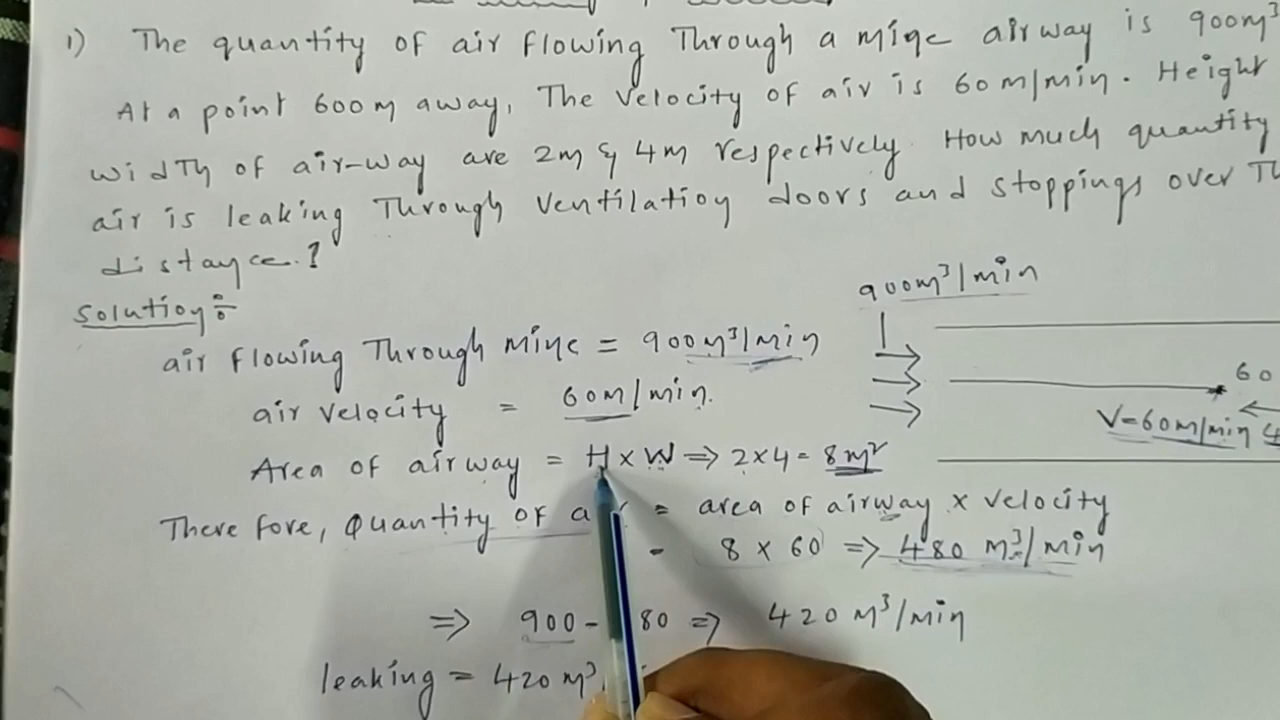 1) The quantity of air flowing Through a mine airway is 900m³
At a point 600m away, The velocity of air is 60m/min. Height
width of air-way are 2m & 4m respectively. How much quantity
air is leaking Through ventilation doors and stoppings over Th
distance.?
Solution:
900m³/min
air flowing Through mine = 900m³/min
air velocity = 60m/min.
60
V=60m/min
Area of airway = H x W => 2x4 = 8m²
There fore, Quantity of a = area of airway x velocity
- 8 x 60 => 480 m³/min
=> 900 - 80 => 420 m³/min
leaking = 420 m³